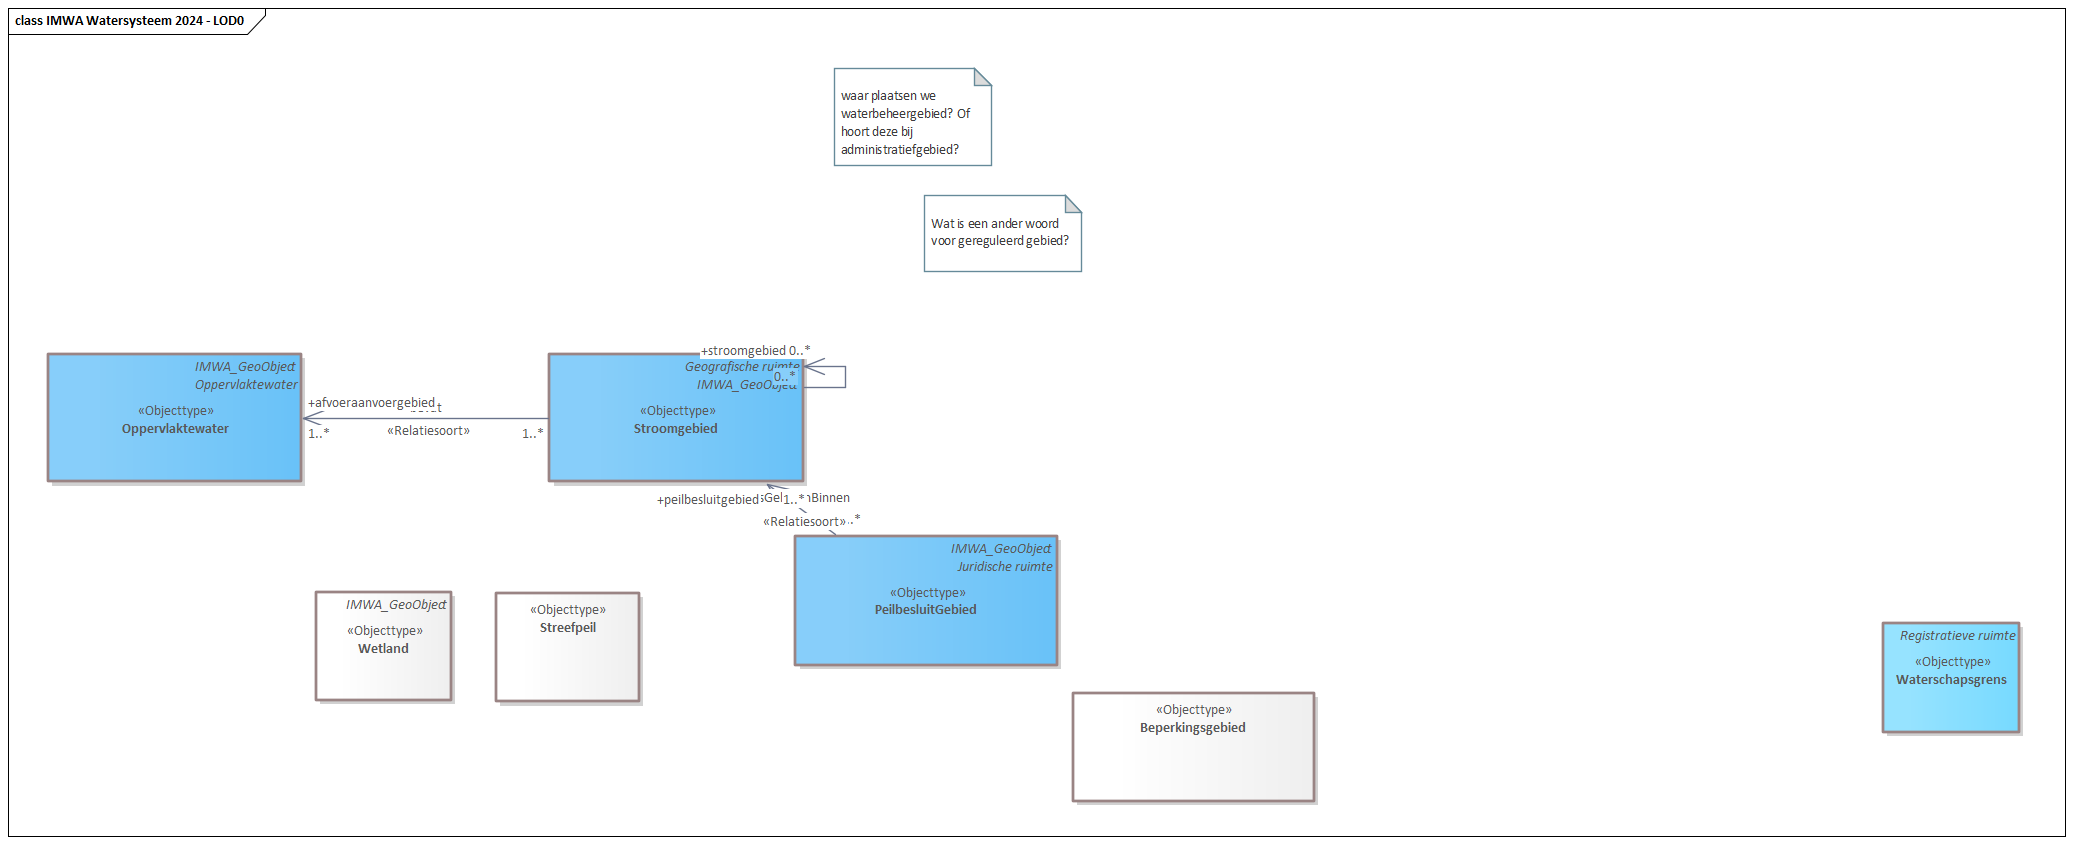 class IMWA Watersysteem 2024 - LOD0
waar plaatsen we
waterbeheergebied? Of
hoort deze bij
administratiefgebied?
Wat is een ander woord
voor gereguleerd gebied?
IMWA_GeoObject
Oppervlaktewater
«Objecttype»
Oppervlaktewater
+afvoeraanvoergebied
1..*
«Relatiesoort»
1..*
+stroomgebied 0..*
Geografische ruimte
0..*
IMWA_GeoObject
«Objecttype»
Stroomgebied
+peilbesluitgebied
1..*
Binnen
«Relatiesoort»
IMWA_GeoObject
Juridische ruimte
«Objecttype»
PeilbesluitGebied
IMWA_GeoObject
«Objecttype»
Wetland
«Objecttype»
Streefpeil
«Objecttype»
Beperkingsgebied
Registratieve ruimte
«Objecttype»
Waterschapsgrens